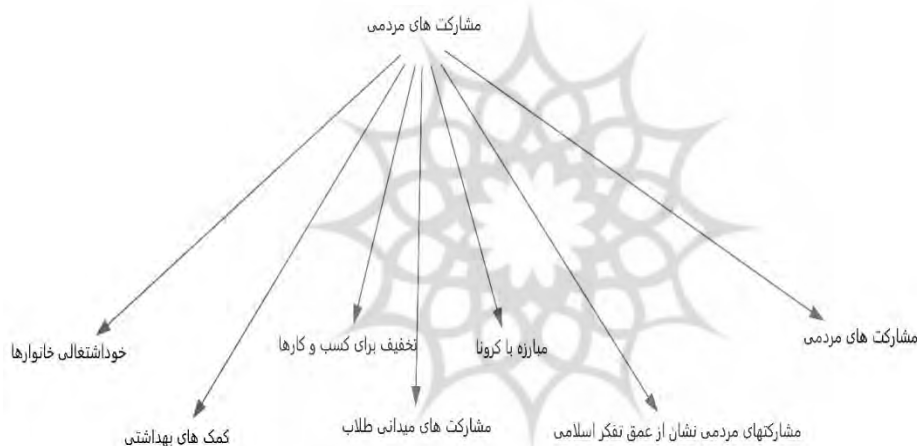 مشارکت های مردمی
مشارکت های مردمی
مبارزه با کرونا
تخفیف برای کسب و کارها
خوداشتغالی خانوارها
مشارکتهای مردمی نشان از عمق تفکر اسلامی
مشارکت های میدانی طلاب
کمک های بهداشتی